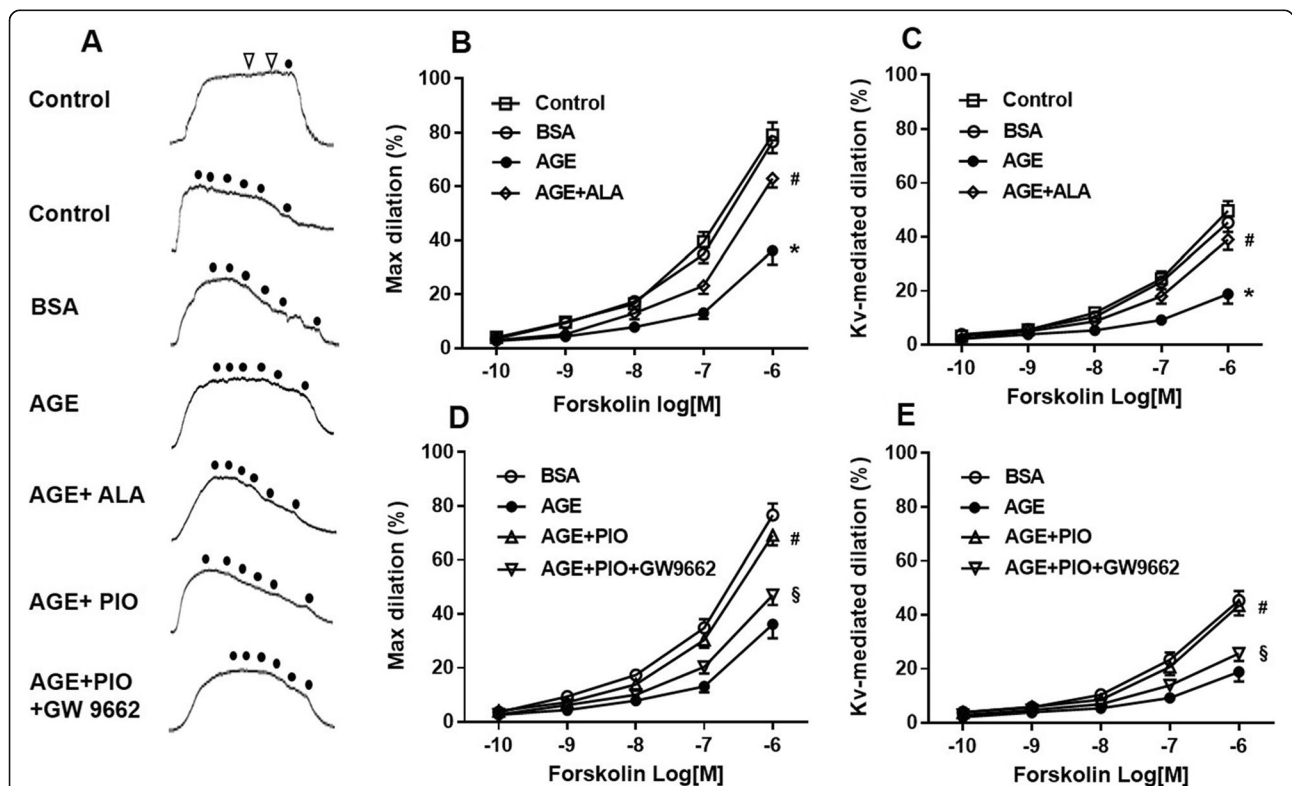 A
Control
Control
BSA
AGE
AGE+ ALA
AGE+ PIO
AGE+PIO
+GW 9662
B
Max dilation (%)
100
80
60
40
20
0
Control
BSA
AGE
AGE+ALA
#
*
-10 -9 -8 -7 -6
Forskolin log[M]
C
Kv-mediated dilation (%)
100
80
60
40
20
0
Control
BSA
AGE
AGE+ALA
#
*
-10 -9 -8 -7 -6
Forskolin Log[M]
D
Max dilation (%)
100
80
60
40
20
0
BSA
AGE
AGE+PIO
AGE+PIO+GW9662
#
§
-10 -9 -8 -7 -6
Forskolin Log[M]
E
Kv-mediated dilation (%)
100
80
60
40
20
0
BSA
AGE
AGE+PIO
AGE+PIO+GW9662
#
§
-10 -9 -8 -7 -6
Forskolin Log[M]